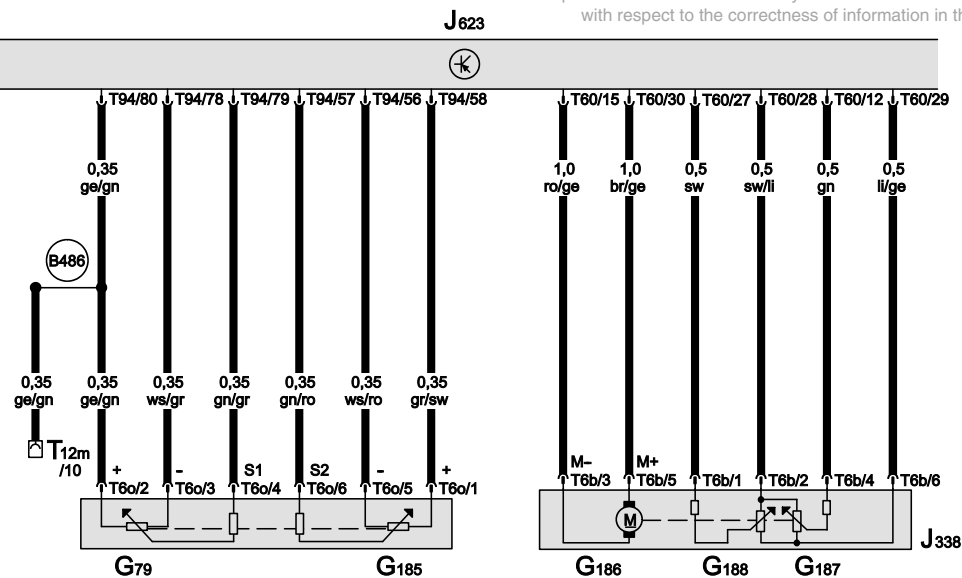 with respect to the correctness of information in th
J623
T94/80 T94/78 T94/79 T94/57 T94/56 T94/58 T60/15 T60/30 T60/27 T60/28 T60/12 T60/29
0,35 1,0 1,0 0,5 0,5 0,5 0,5
ge/gn ro/ge br/ge sw sw/li gn li/ge
B486
0,35 0,35 0,35 0,35 0,35 0,35 0,35
ge/gn ge/gn ws/gr gn/gr gn/ro ws/ro gr/sw
T12m
/10
+ - S1 S2 - + M- M+
T6o/2 T6o/3 T6o/4 T6o/6 T6o/5 T6o/1 T6b/3 T6b/5 T6b/1 T6b/2 T6b/4 T6b/6
M
J338
G79 G185 G186 G188 G187